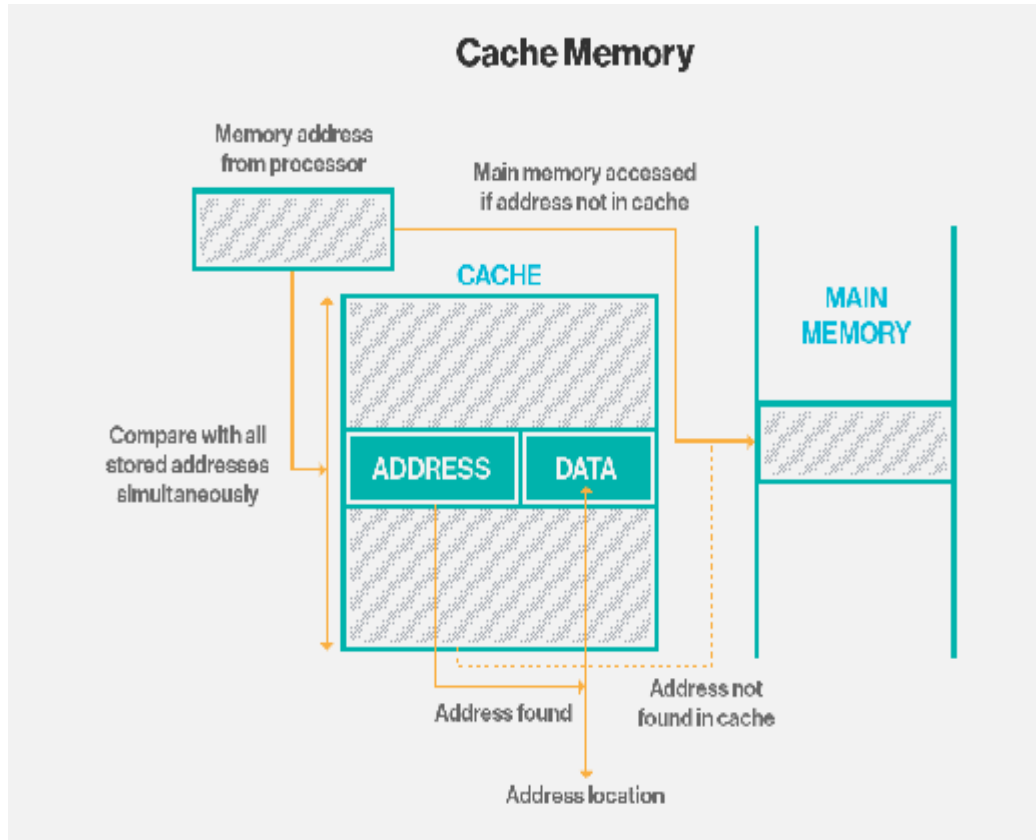 Cache Memory
Memory address
from processor
Main memory accessed
if address not in cache
CACHE
MAIN
MEMORY
Compare with all
stored addresses
simultaneously
ADDRESS
DATA
Address found
Address not
found in cache
Address location